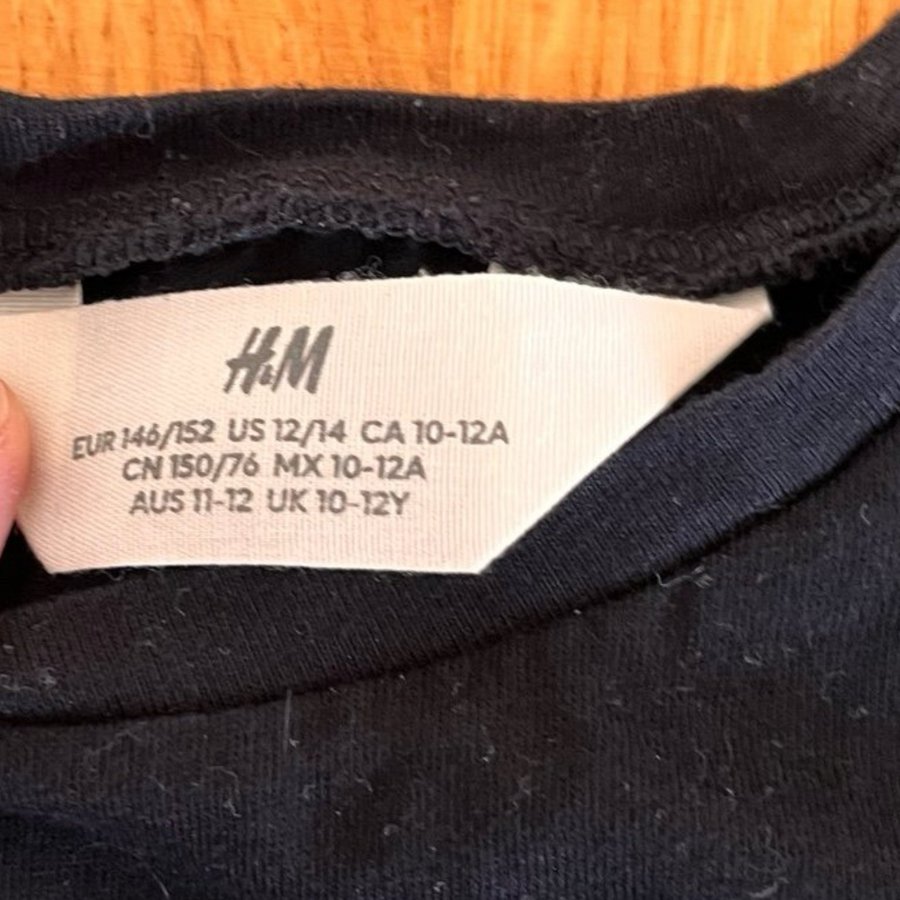 H&M
EUR 146/152 US 12/14 CA 10-12A
CN 150/76 MX 10-12A
AUS 11-12 UK 10-12Y